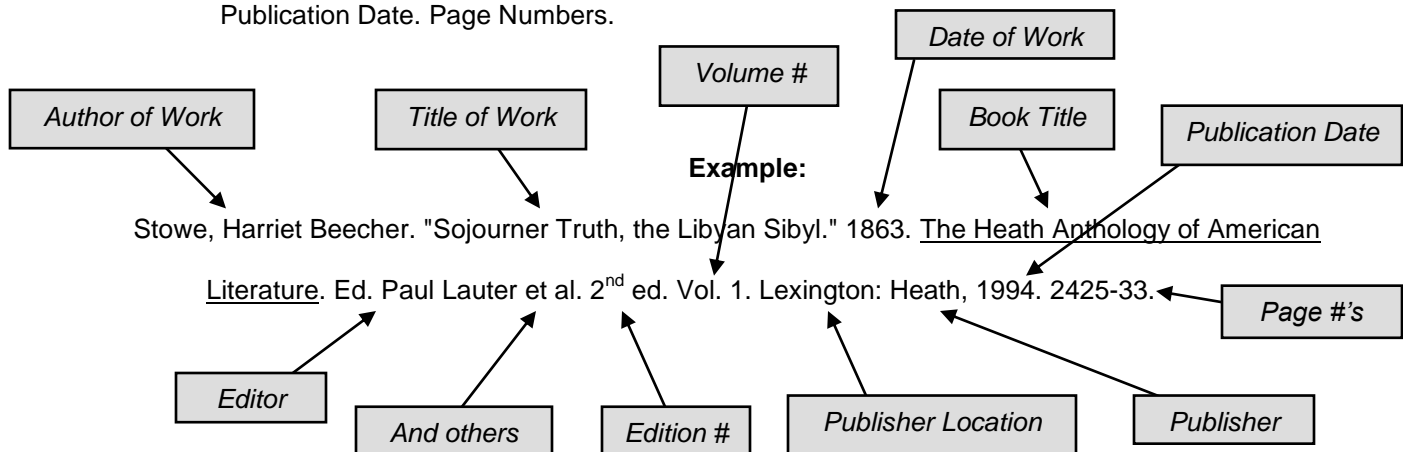 Publication Date. Page Numbers.
Date of Work
Volume #
Author of Work
Title of Work
Book Title
Publication Date
Example:
Stowe, Harriet Beecher. "Sojourner Truth, the Libyan Sibyl." 1863. The Heath Anthology of American
Literature. Ed. Paul Lauter et al. 2nd ed. Vol. 1. Lexington: Heath, 1994. 2425-33.
Page #’s
Editor
And others
Edition #
Publisher Location
Publisher